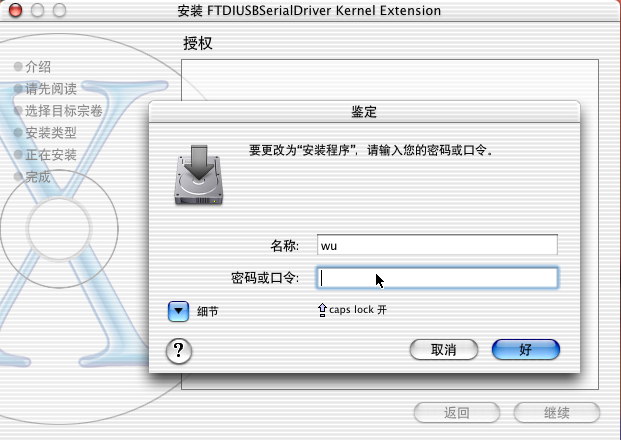 安装 FTDIUSBSerialDriver Kernel Extension
授权
介绍
请先阅读
选择目标宗卷
安装类型
正在安装
完成
鉴定
要更改为“安装程序”，请输入您的密码或口令。
名称: wu
密码或口令:
细节
caps lock 开
?
取消
好
返回
继续